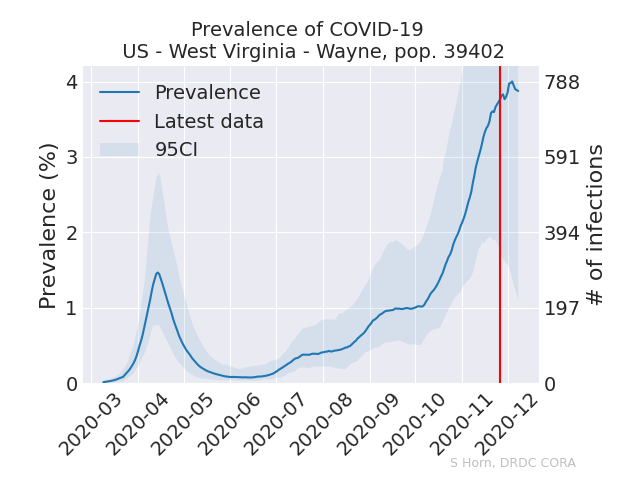 Prevalence of COVID-19
US - West Virginia - Wayne, pop. 39402
Prevalence
Latest data
95CI
Prevalence (%)
4
3
2
1
0
788
591
394
197
0
# of infections
2020-03
2020-04
2020-05
2020-06
2020-07
2020-08
2020-09
2020-10
2020-11
2020-12
S Horn, DRDC CORA